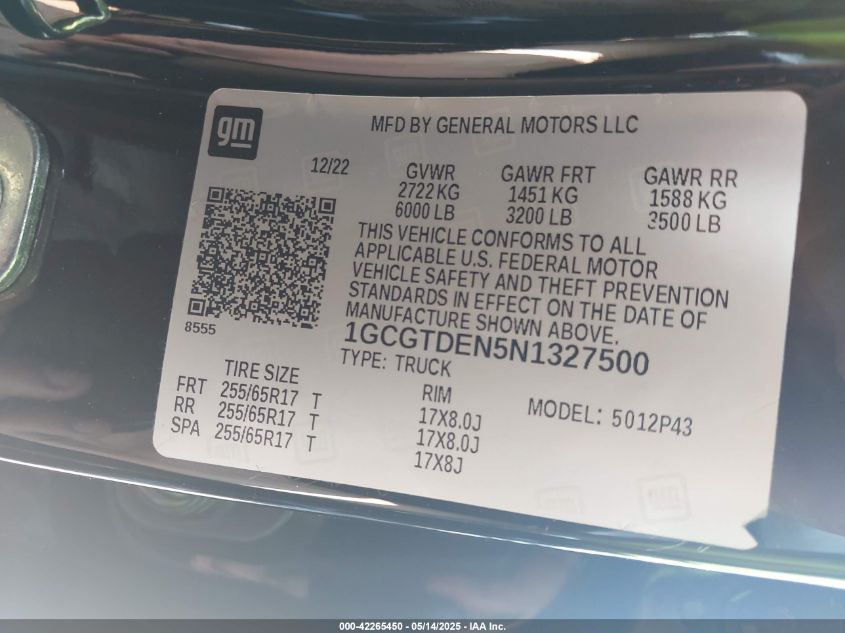 gm
MFD BY GENERAL MOTORS LLC
12/22 GVWR GAWR FRT GAWR RR
2722 KG 1451 KG 1588 KG
6000 LB 3200 LB 3500 LB
THIS VEHICLE CONFORMS TO ALL
APPLICABLE U.S. FEDERAL MOTOR
VEHICLE SAFETY AND THEFT PREVENTION
STANDARDS IN EFFECT ON THE DATE OF
MANUFACTURE SHOWN ABOVE.
8555
1GCGTDEN5N1327500
TYPE: TRUCK
TIRE SIZE RIM MODEL: 5012P43
FRT 255/65R17 T 17X8.0J
RR 255/65R17 T 17X8.0J
SPA 255/65R17 T 17X8J
000-42265450 - 05/14/2025 - IAA Inc.